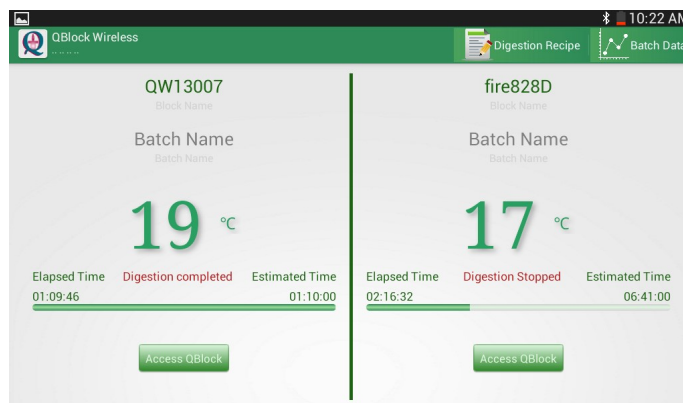 10:22 AM
QBlock Wireless
.. .. .. ..
Digestion Recipe
Batch Data
QW13007
Block Name
Batch Name
Batch Name
19 °C
Elapsed Time Digestion completed Estimated Time
01:09:46 01:10:00
Access QBlock
fire828D
Block Name
Batch Name
Batch Name
17 °C
Elapsed Time Digestion Stopped Estimated Time
02:16:32 06:41:00
Access QBlock